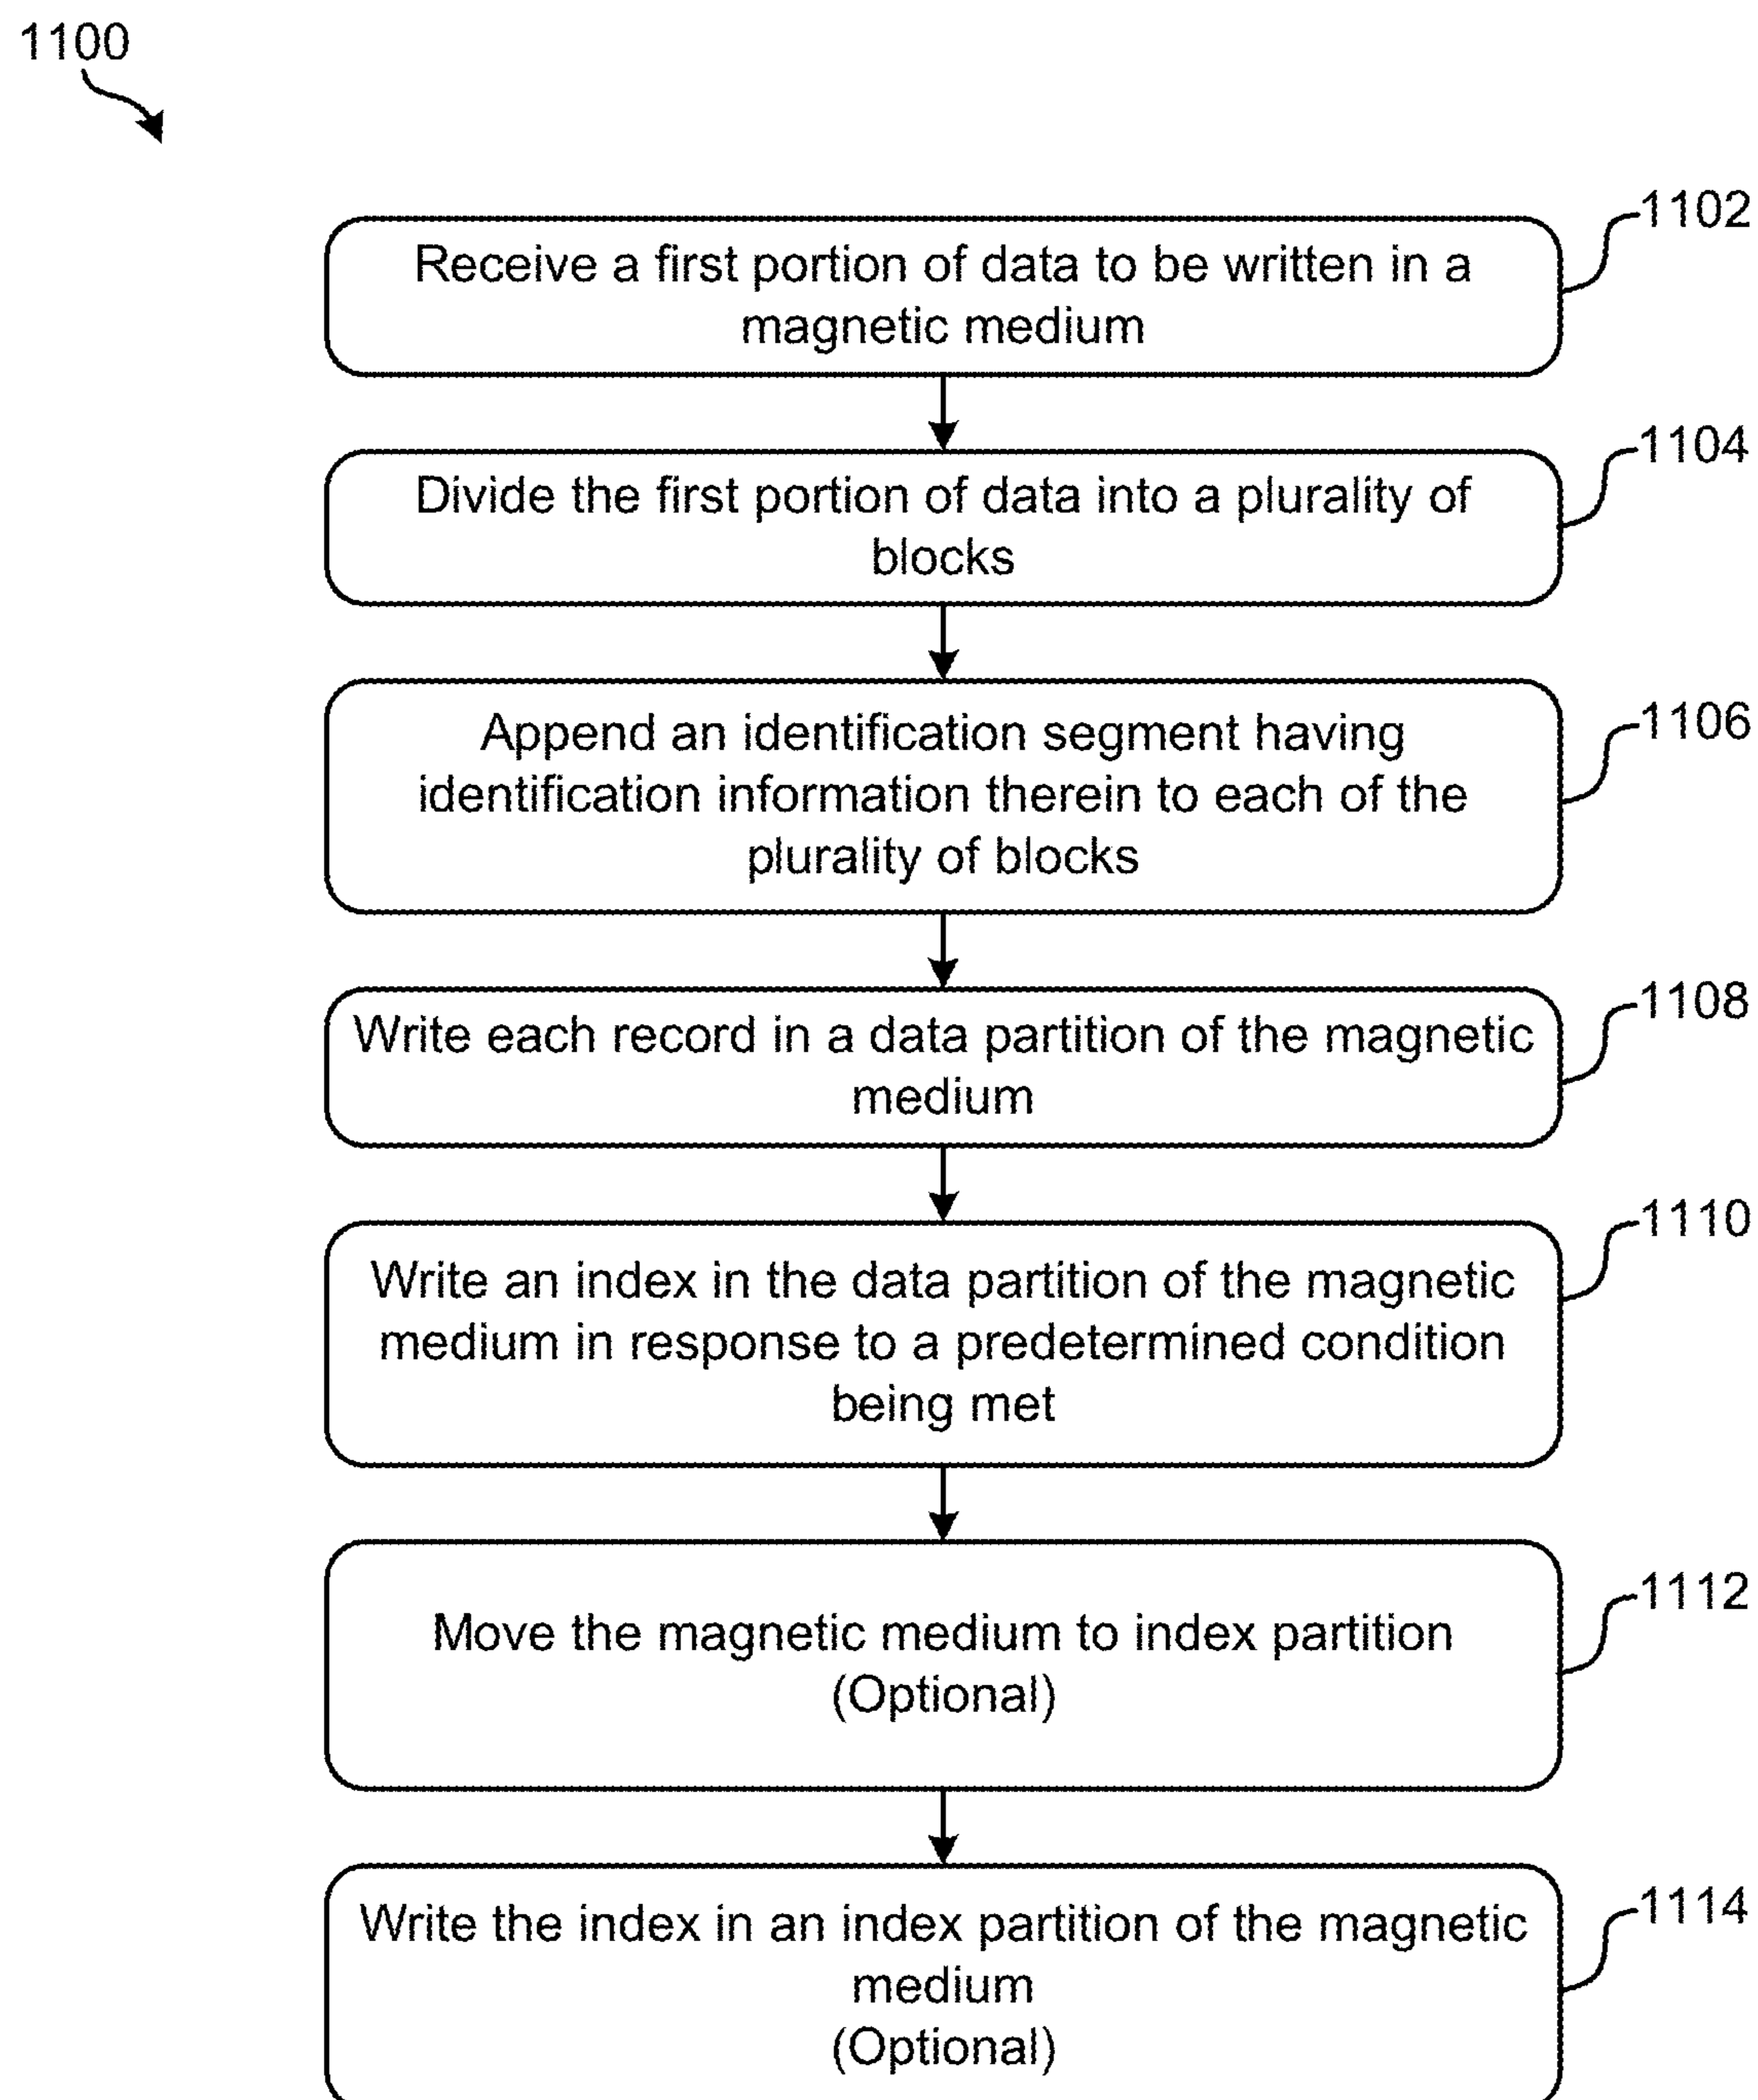 1100
1102
Receive a first portion of data to be written in a
magnetic medium
1104
Divide the first portion of data into a plurality of
blocks
1106
Append an identification segment having
identification information therein to each of the
plurality of blocks
1108
Write each record in a data partition of the magnetic
medium
1110
Write an index in the data partition of the magnetic
medium in response to a predetermined condition
being met
1112
Move the magnetic medium to index partition
(Optional)
1114
Write the index in an index partition of the magnetic
medium
(Optional)